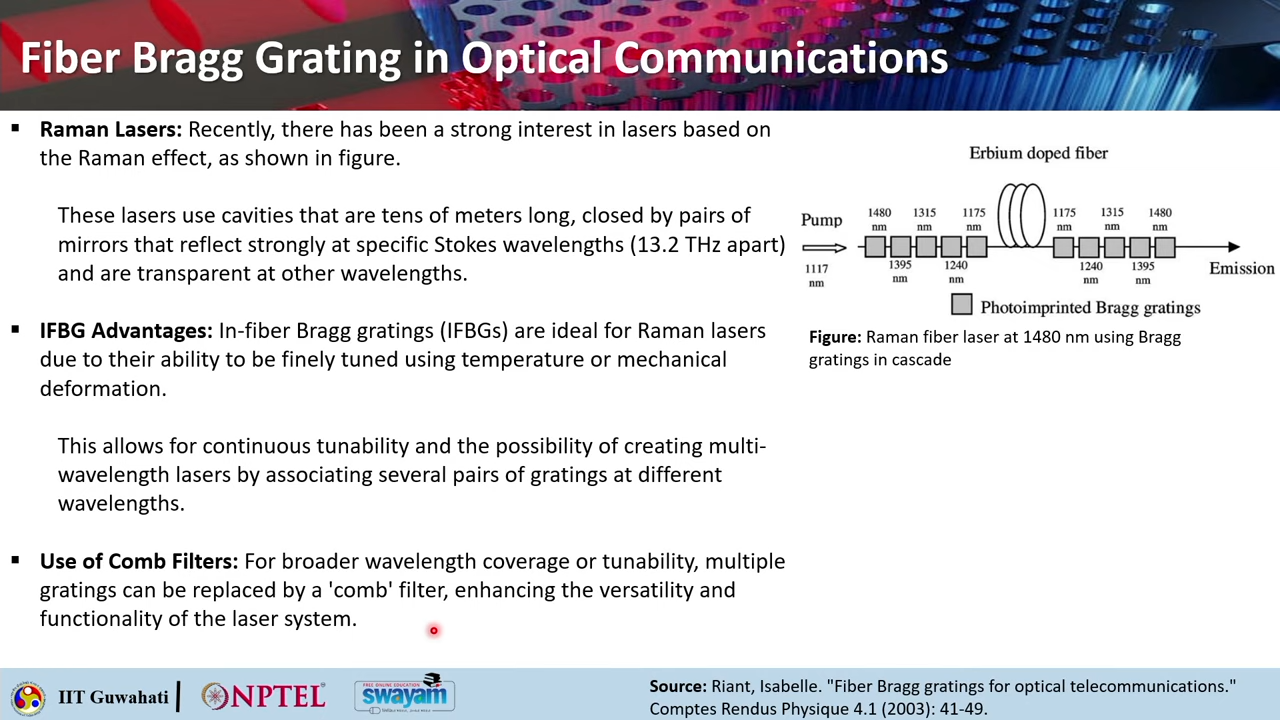 Fiber Bragg Grating in Optical Communications
▪ Raman Lasers: Recently, there has been a strong interest in lasers based on
the Raman effect, as shown in figure.
These lasers use cavities that are tens of meters long, closed by pairs of
mirrors that reflect strongly at specific Stokes wavelengths (13.2 THz apart)
and are transparent at other wavelengths.
▪ IFBG Advantages: In-fiber Bragg gratings (IFBGs) are ideal for Raman lasers
due to their ability to be finely tuned using temperature or mechanical
deformation.
This allows for continuous tunability and the possibility of creating multi-
wavelength lasers by associating several pairs of gratings at different
wavelengths.
▪ Use of Comb Filters: For broader wavelength coverage or tunability, multiple
gratings can be replaced by a 'comb' filter, enhancing the versatility and
functionality of the laser system.
Erbium doped fiber
Pump
1117
nm
1480
nm
1395
nm
1315
nm
1240
nm
1175
nm
1175
nm
1240
nm
1315
nm
1395
nm
1480
nm
Emission
Photoimprinted Bragg gratings
Figure: Raman fiber laser at 1480 nm using Bragg
gratings in cascade
IIT Guwahati
NPTEL
FREE ONLINE EDUCATION
swayam
Source: Riant, Isabelle. "Fiber Bragg gratings for optical telecommunications."
Comptes Rendus Physique 4.1 (2003): 41-49.